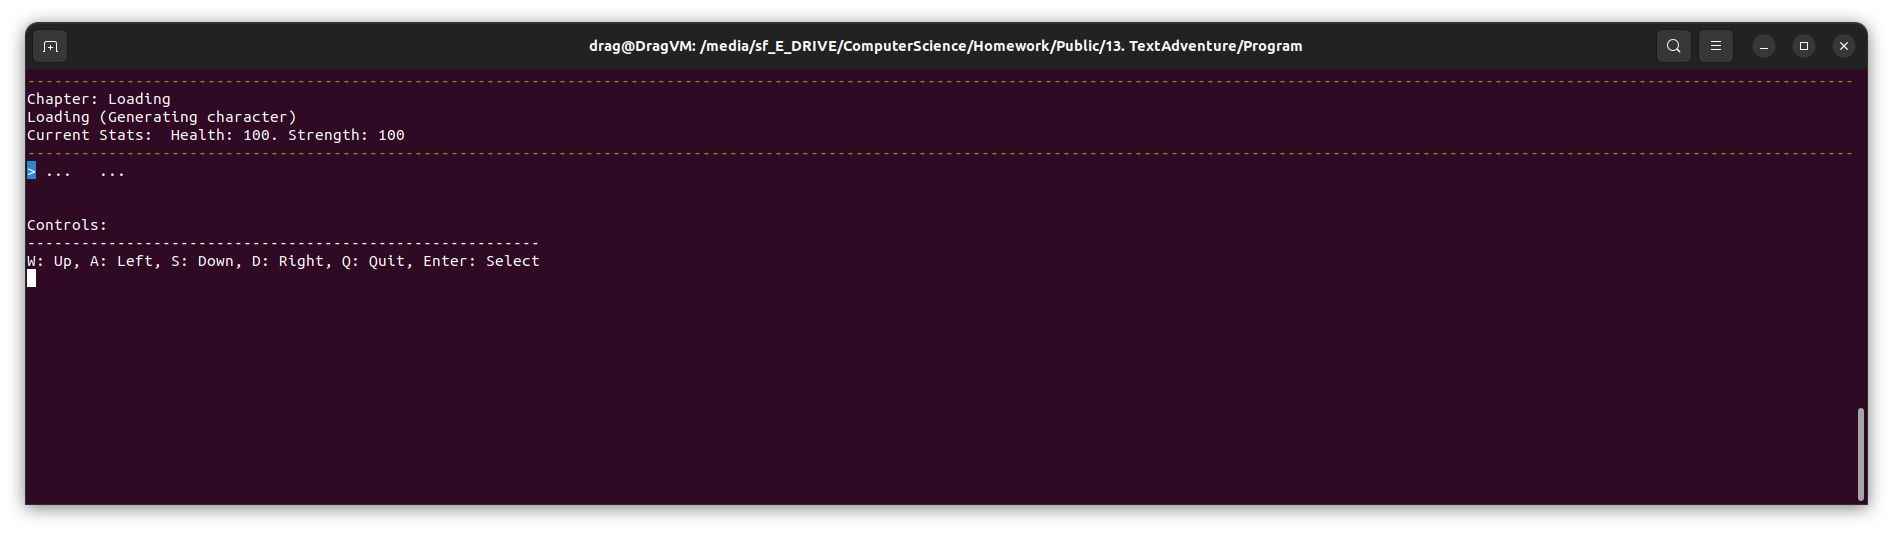 drag@DragVM: /media/sf_E_DRIVE/ComputerScience/Homework/Public/13. TextAdventure/Program
--------------------------------------------------------------------------------------------------------------------------------------------------------------------------------------------------------
Chapter: Loading
Loading (Generating character)
Current Stats:  Health: 100. Strength: 100
--------------------------------------------------------------------------------------------------------------------------------------------------------------------------------------------------------
> ...   ...
Controls:
---------------------------------------------------------
W: Up, A: Left, S: Down, D: Right, Q: Quit, Enter: Select